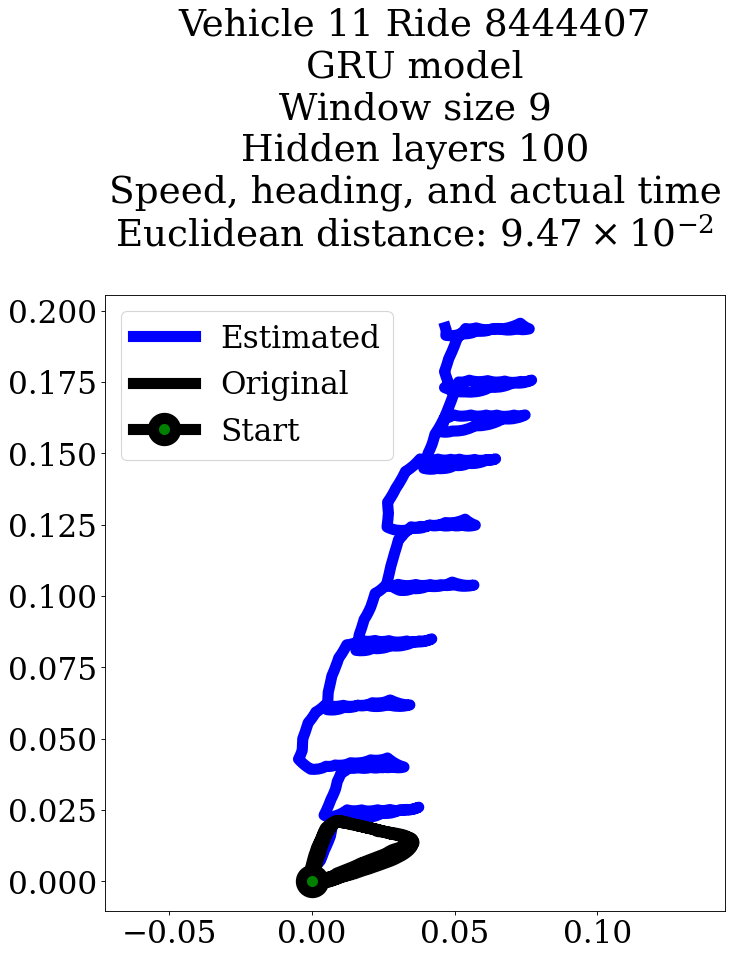 Vehicle 11 Ride 8444407
GRU model
Window size 9
Hidden layers 100
Speed, heading, and actual time
Euclidean distance: 9.47 × 10⁻²
Estimated
Original
Start
0.200
0.175
0.150
0.125
0.100
0.075
0.050
0.025
0.000
−0.05 0.00 0.05 0.10